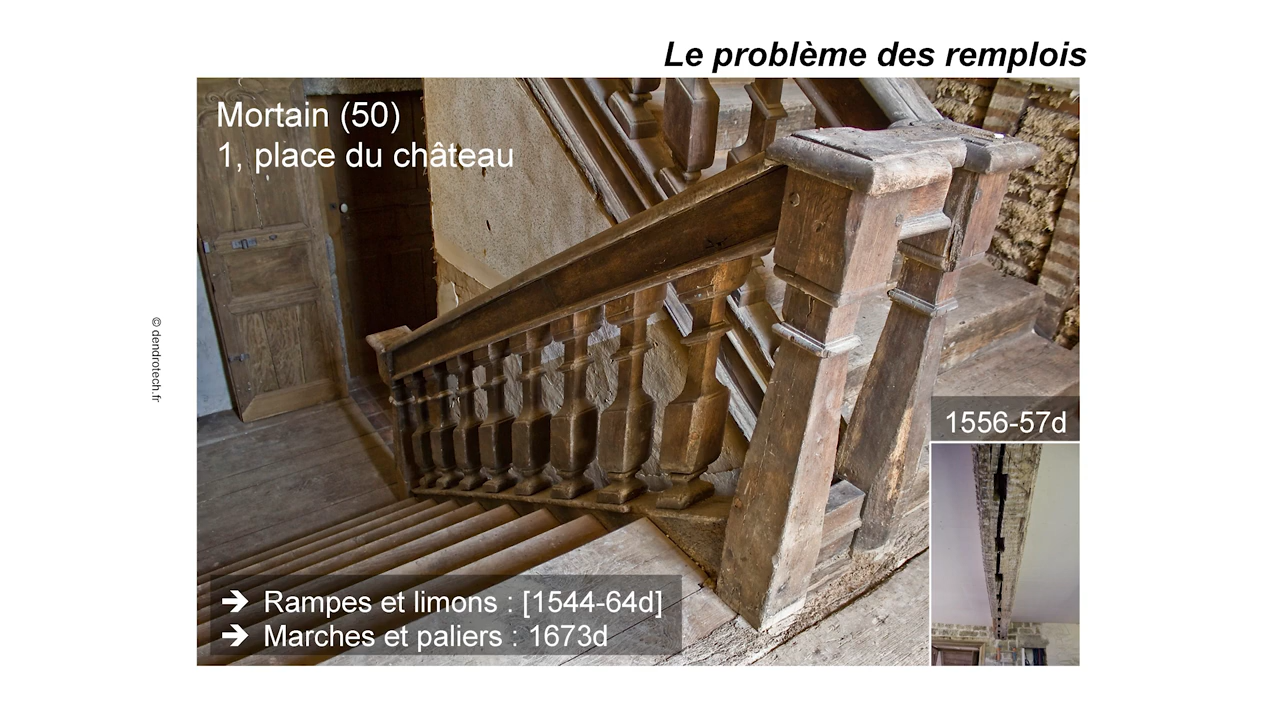 Le problème des remplois
Mortain (50)
1, place du château
© dendrotech.fr
1556-57d
➔ Rampes et limons : [1544-64d]
➔ Marches et paliers : 1673d